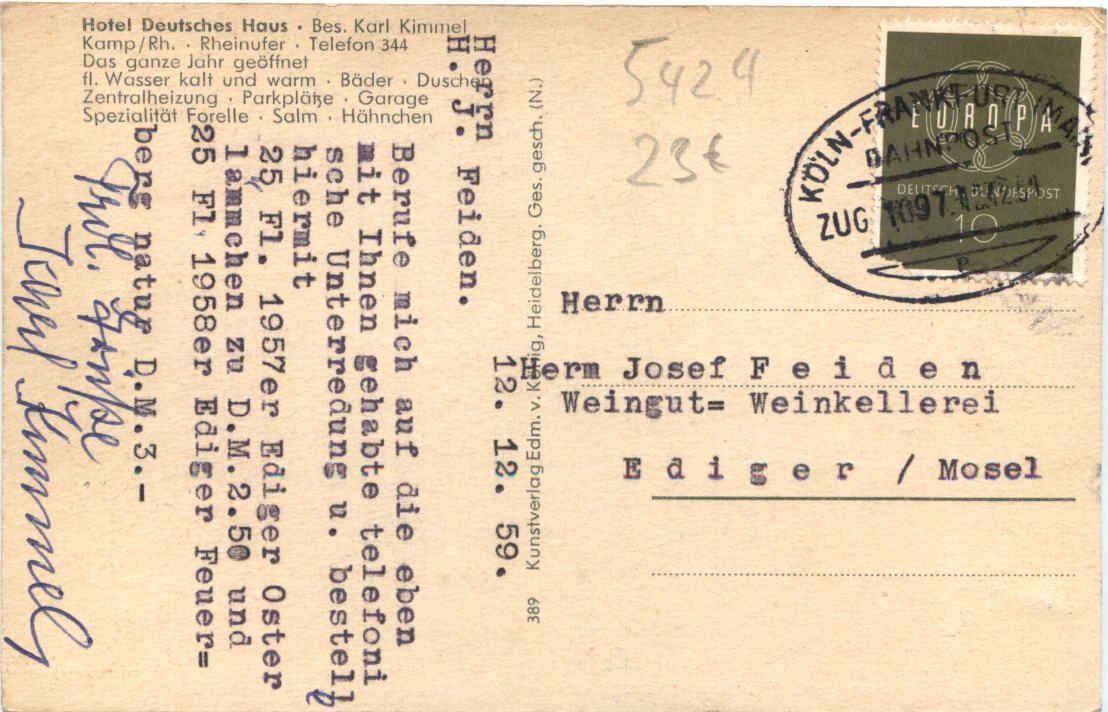 Hotel Deutsches Haus · Bes. Karl Kimmel
Kamp/Rh. · Rheinufer · Telefon 344
Das ganze Jahr geöffnet
fl. Wasser kalt und warm · Bäder · Duschen
Zentralheizung · Parkplätze · Garage
Spezialität Forelle · Salm · Hähnchen
12. 12. 59.
Herrn
H. J. Feiden.
Berufe mich auf die eben
mit Ihnen gehabte telefoni
sche Unterredung u. bestell
hiermit
25 Fl. 1957er Ediger Oster
lämmchen zu D.M.2.50 und
25 Fl. 1958er Ediger Feuer=
berg natur D.M.3.-
Grüße
Karl Kimmel
389 Kunstverlag Edm. v. König, Heidelberg. Ges. gesch. (N.)
5424
23€
EUROPA
DEUTSCHE BUNDESPOST
10
KÖLN-FRANKFURT (MAIN)
BAHNPOST
ZUG 1097
Herrn
Herm Josef Feiden
Weingut= Weinkellerei
Ediger / Mosel